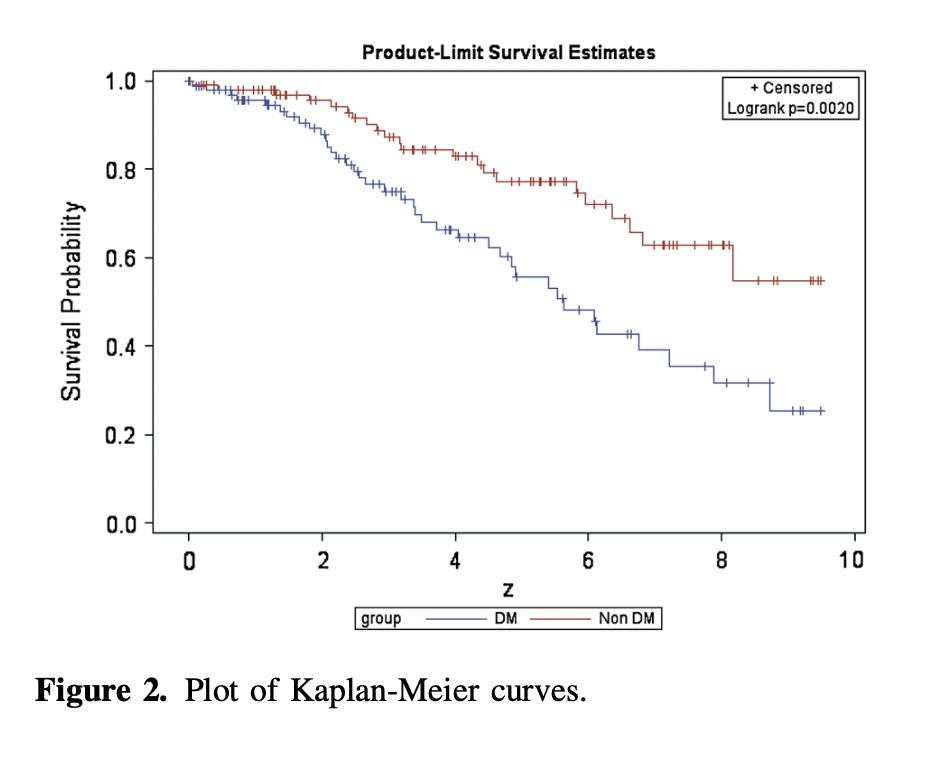 Product-Limit Survival Estimates
+ Censored
Logrank p=0.0020
Survival Probability
1.0
0.8
0.6
0.4
0.2
0.0
0 2 4 6 8 10
z
group DM Non DM
Figure 2. Plot of Kaplan-Meier curves.